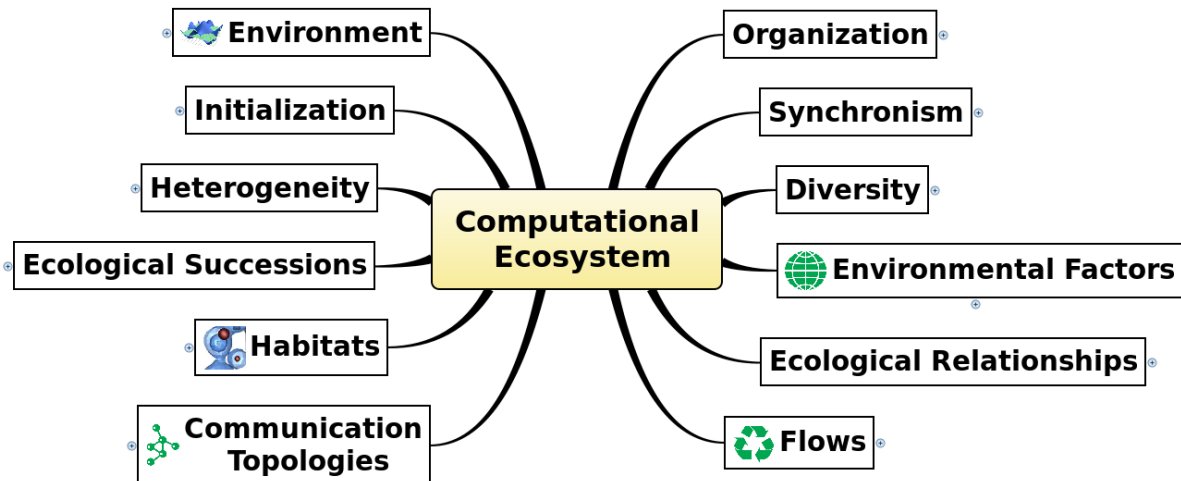 Environment
Initialization
Heterogeneity
Ecological Successions
Habitats
Communication
Topologies
Computational
Ecosystem
Organization
Synchronism
Diversity
Environmental Factors
Ecological Relationships
Flows